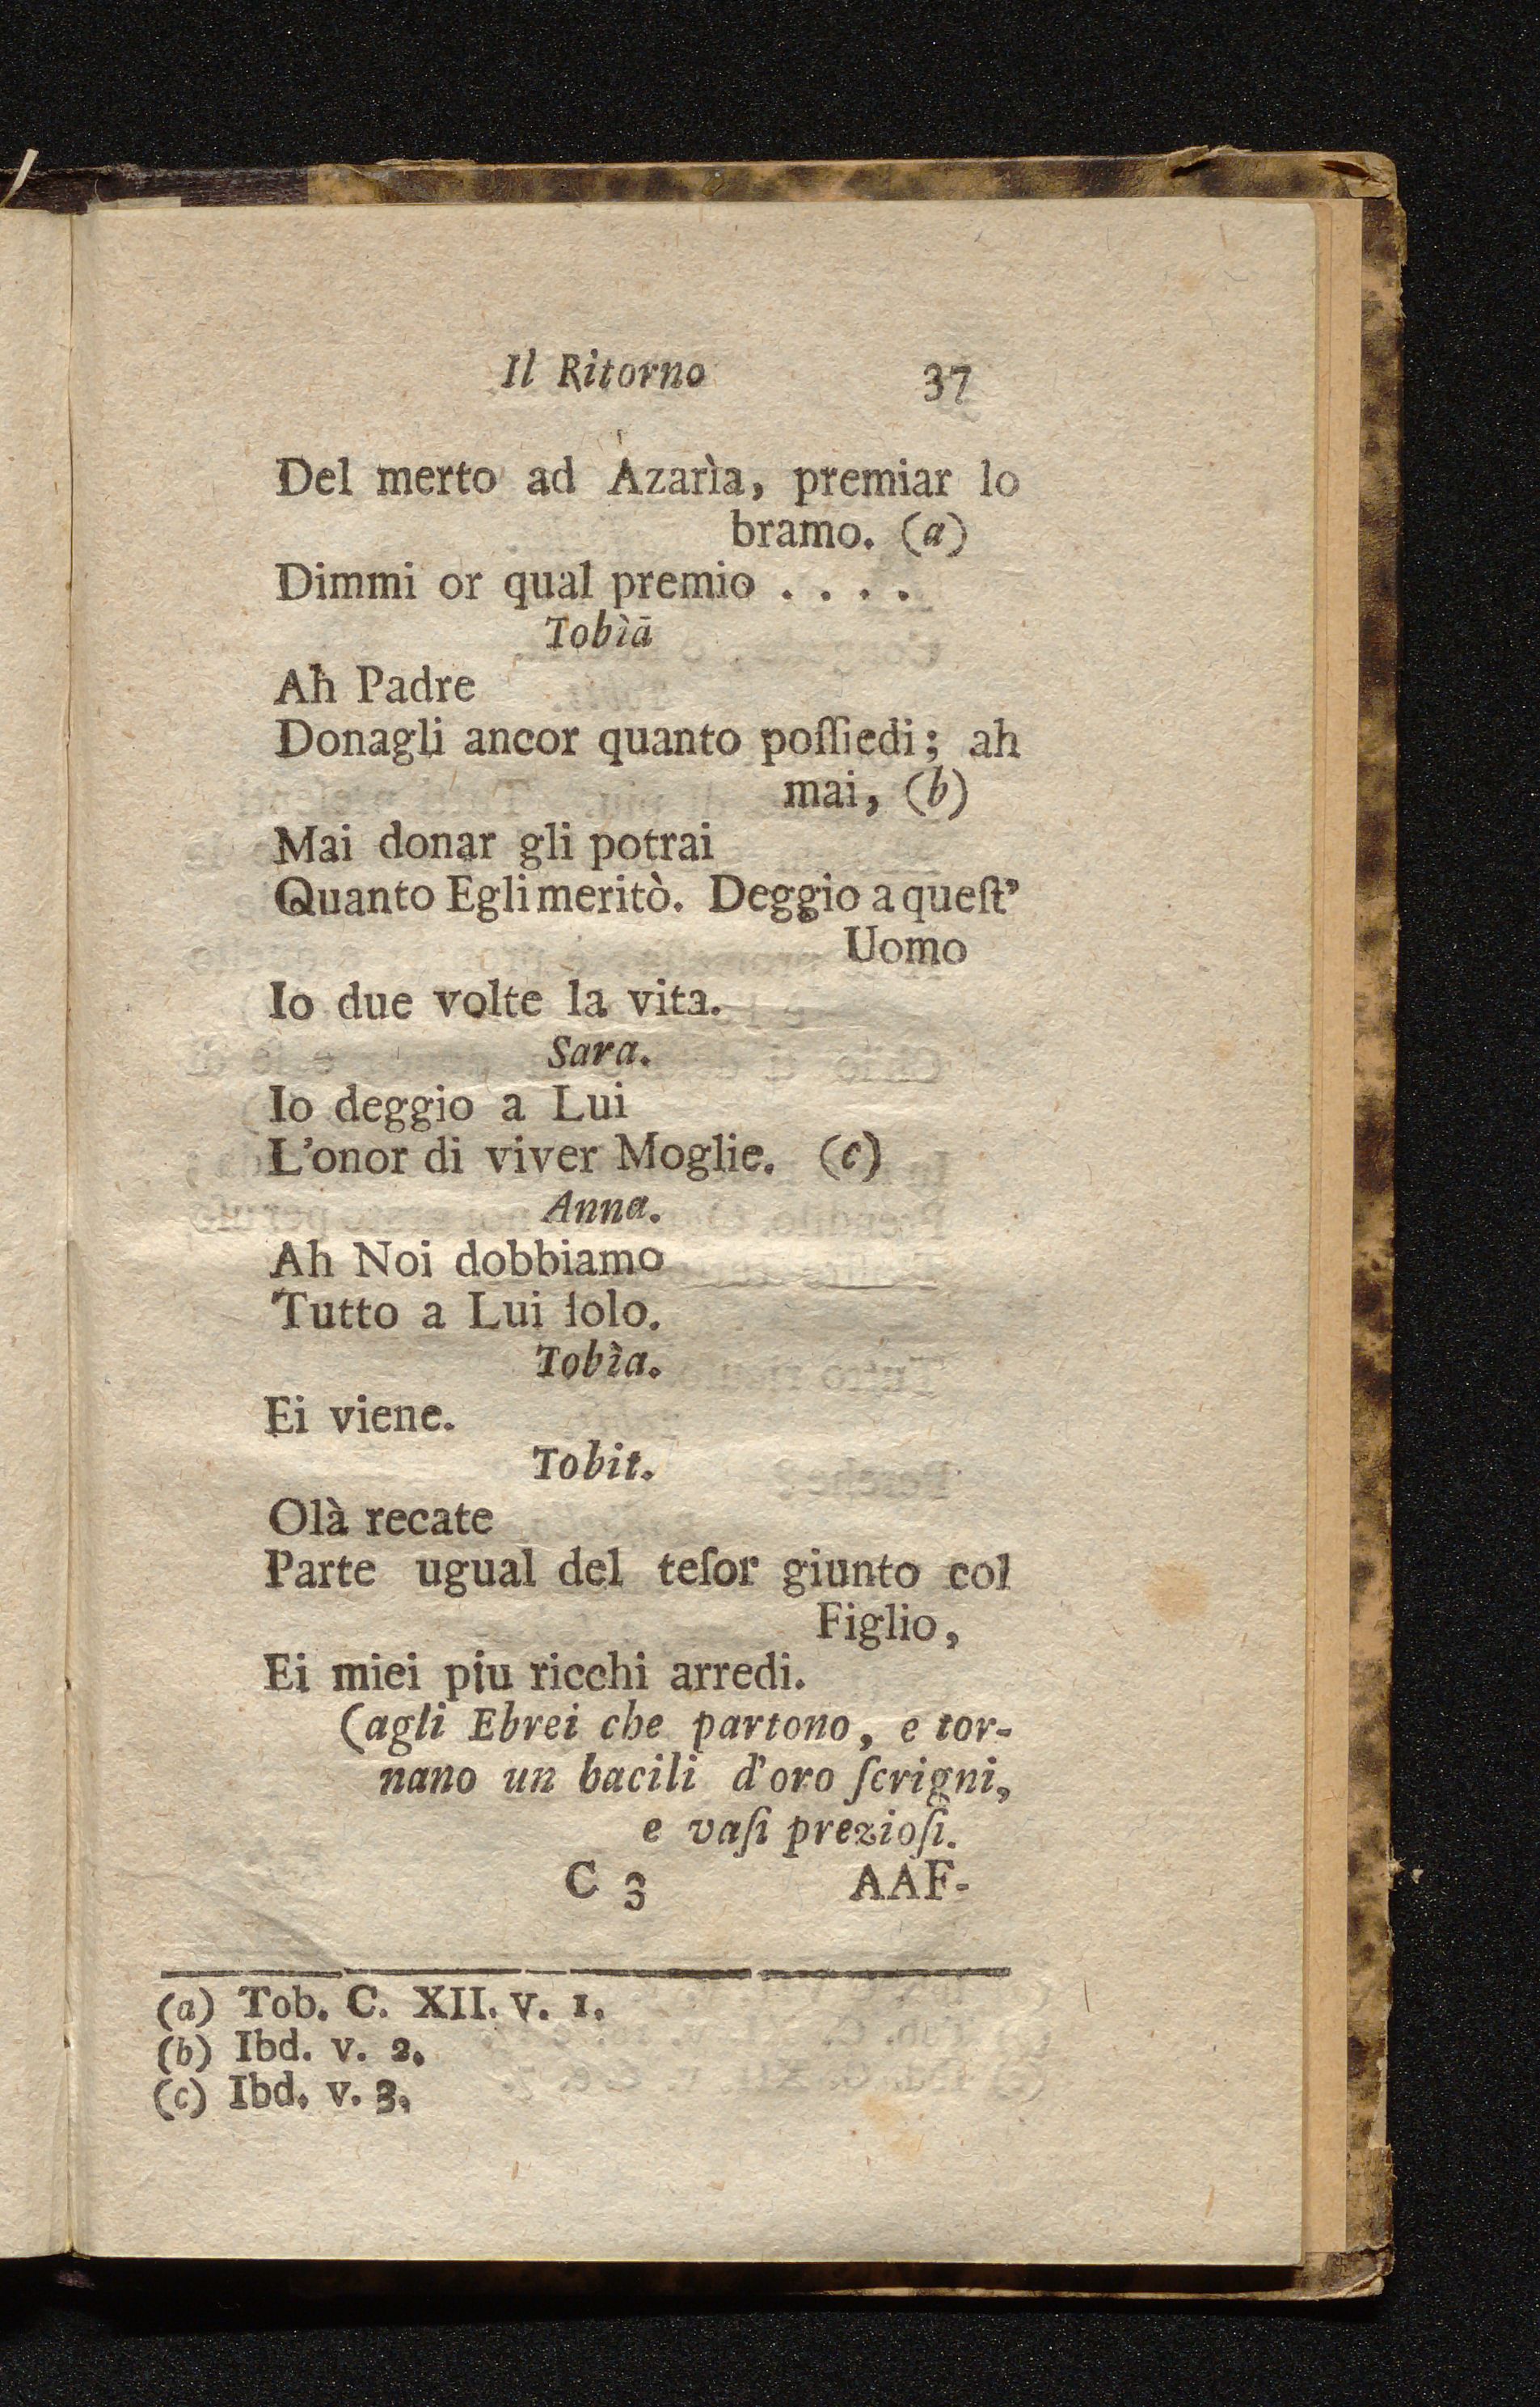 Il Ritorno 37
Del merto ad Azarìa, premiar lo
bramo. (a)
Dimmi or qual premio . . . .
Tobìa
Ah Padre
Donagli ancor quanto poſſiedi; ah
mai, (b)
Mai donar gli potrai
Quanto Egli meritò. Deggio a queſt’
Uomo
Io due volte la vita.
Sara.
Io deggio a Lui
L’onor di viver Moglie. (c)
Anna.
Ah Noi dobbiamo
Tutto a Lui ſolo.
Tobìa.
Ei viene.
Tobit.
Olà recate
Parte ugual del teſor giunto col
Figlio,
Ei miei piu ricchi arredi.
(agli Ebrei che partono, e tor-
nano un bacili d’oro ſcrigni,
e vaſi prezioſi.
C 3 AAF-
(a) Tob. C. XII. v. 1.
(b) Ibd. v. 2.
(c) Ibd. v. 3.